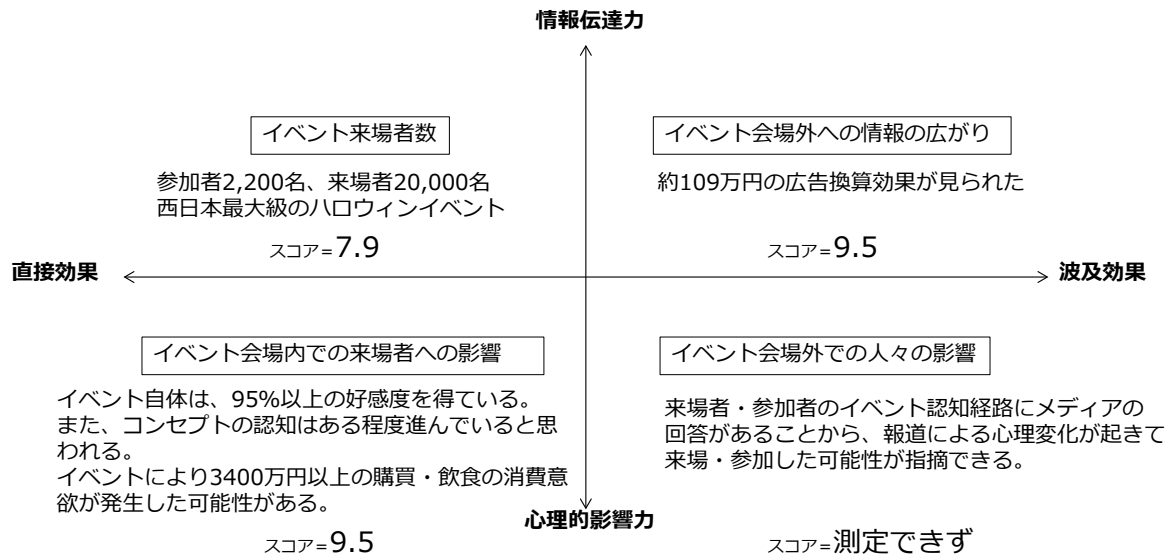 情報伝達力
イベント来場者数
参加者2,200名、来場者20,000名
西日本最大級のハロウィンイベント
スコア=7.9
イベント会場外への情報の広がり
約109万円の広告換算効果が見られた
スコア=9.5
直接効果
波及効果
イベント会場内での来場者への影響
イベント自体は、95%以上の好感度を得ている。
また、コンセプトの認知はある程度進んでいると思
われる。
イベントにより3400万円以上の購買・飲食の消費意
欲が発生した可能性がある。
スコア=9.5
イベント会場外での人々の影響
来場者・参加者のイベント認知経路にメディアの
回答があることから、報道による心理変化が起きて
来場・参加した可能性が指摘できる。
スコア=測定できず
心理的影響力